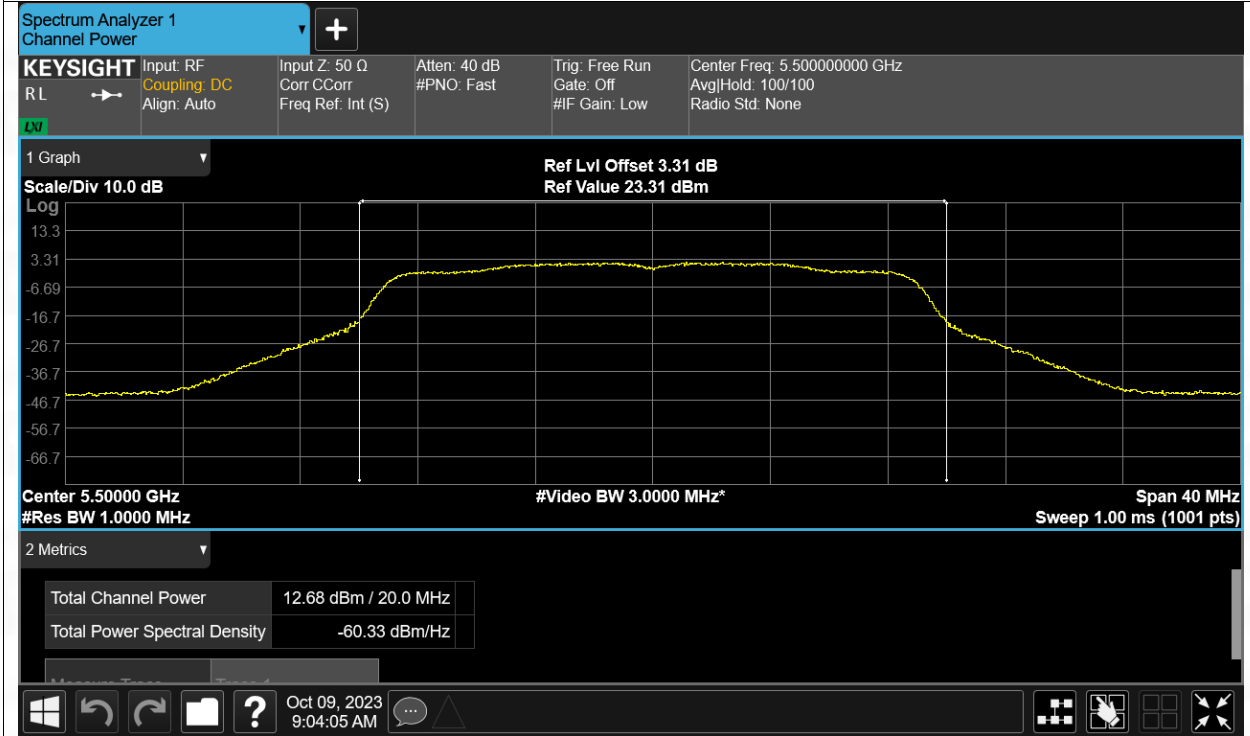 Spectrum Analyzer 1
Channel Power
+
KEYSIGHT
R L
LXI
Input: RF
Coupling: DC
Align: Auto
Input Z: 50 Ω
Corr CCorr
Freq Ref: Int (S)
Atten: 40 dB
#PNO: Fast
Trig: Free Run
Gate: Off
#IF Gain: Low
Center Freq: 5.500000000 GHz
Avg|Hold: 100/100
Radio Std: None
1 Graph
Ref Lvl Offset 3.31 dB
Scale/Div 10.0 dB
Ref Value 23.31 dBm
Log
13.3
3.31
-6.69
-16.7
-26.7
-36.7
-46.7
-56.7
-66.7
Center 5.50000 GHz
#Video BW 3.0000 MHz*
Span 40 MHz
#Res BW 1.0000 MHz
Sweep 1.00 ms (1001 pts)
2 Metrics
Total Channel Power
12.68 dBm / 20.0 MHz
Total Power Spectral Density
-60.33 dBm/Hz
?
Oct 09, 2023
9:04:05 AM